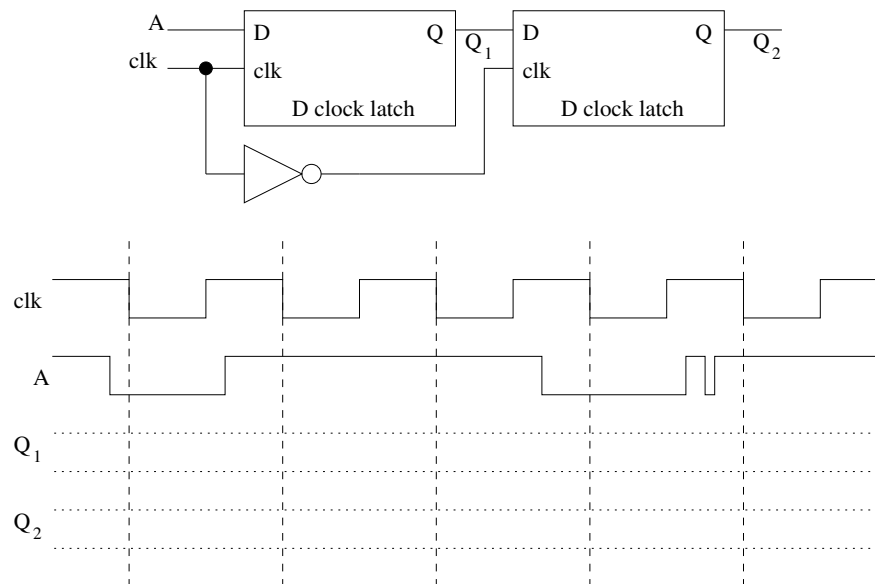 A
D Q
Q1
D Q
Q2
clk
clk
clk
D clock latch
D clock latch
clk
A
Q1
Q2